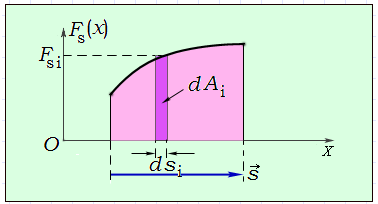 F_s(x)
F_si
dA_i
O
x
ds_i
s⃗